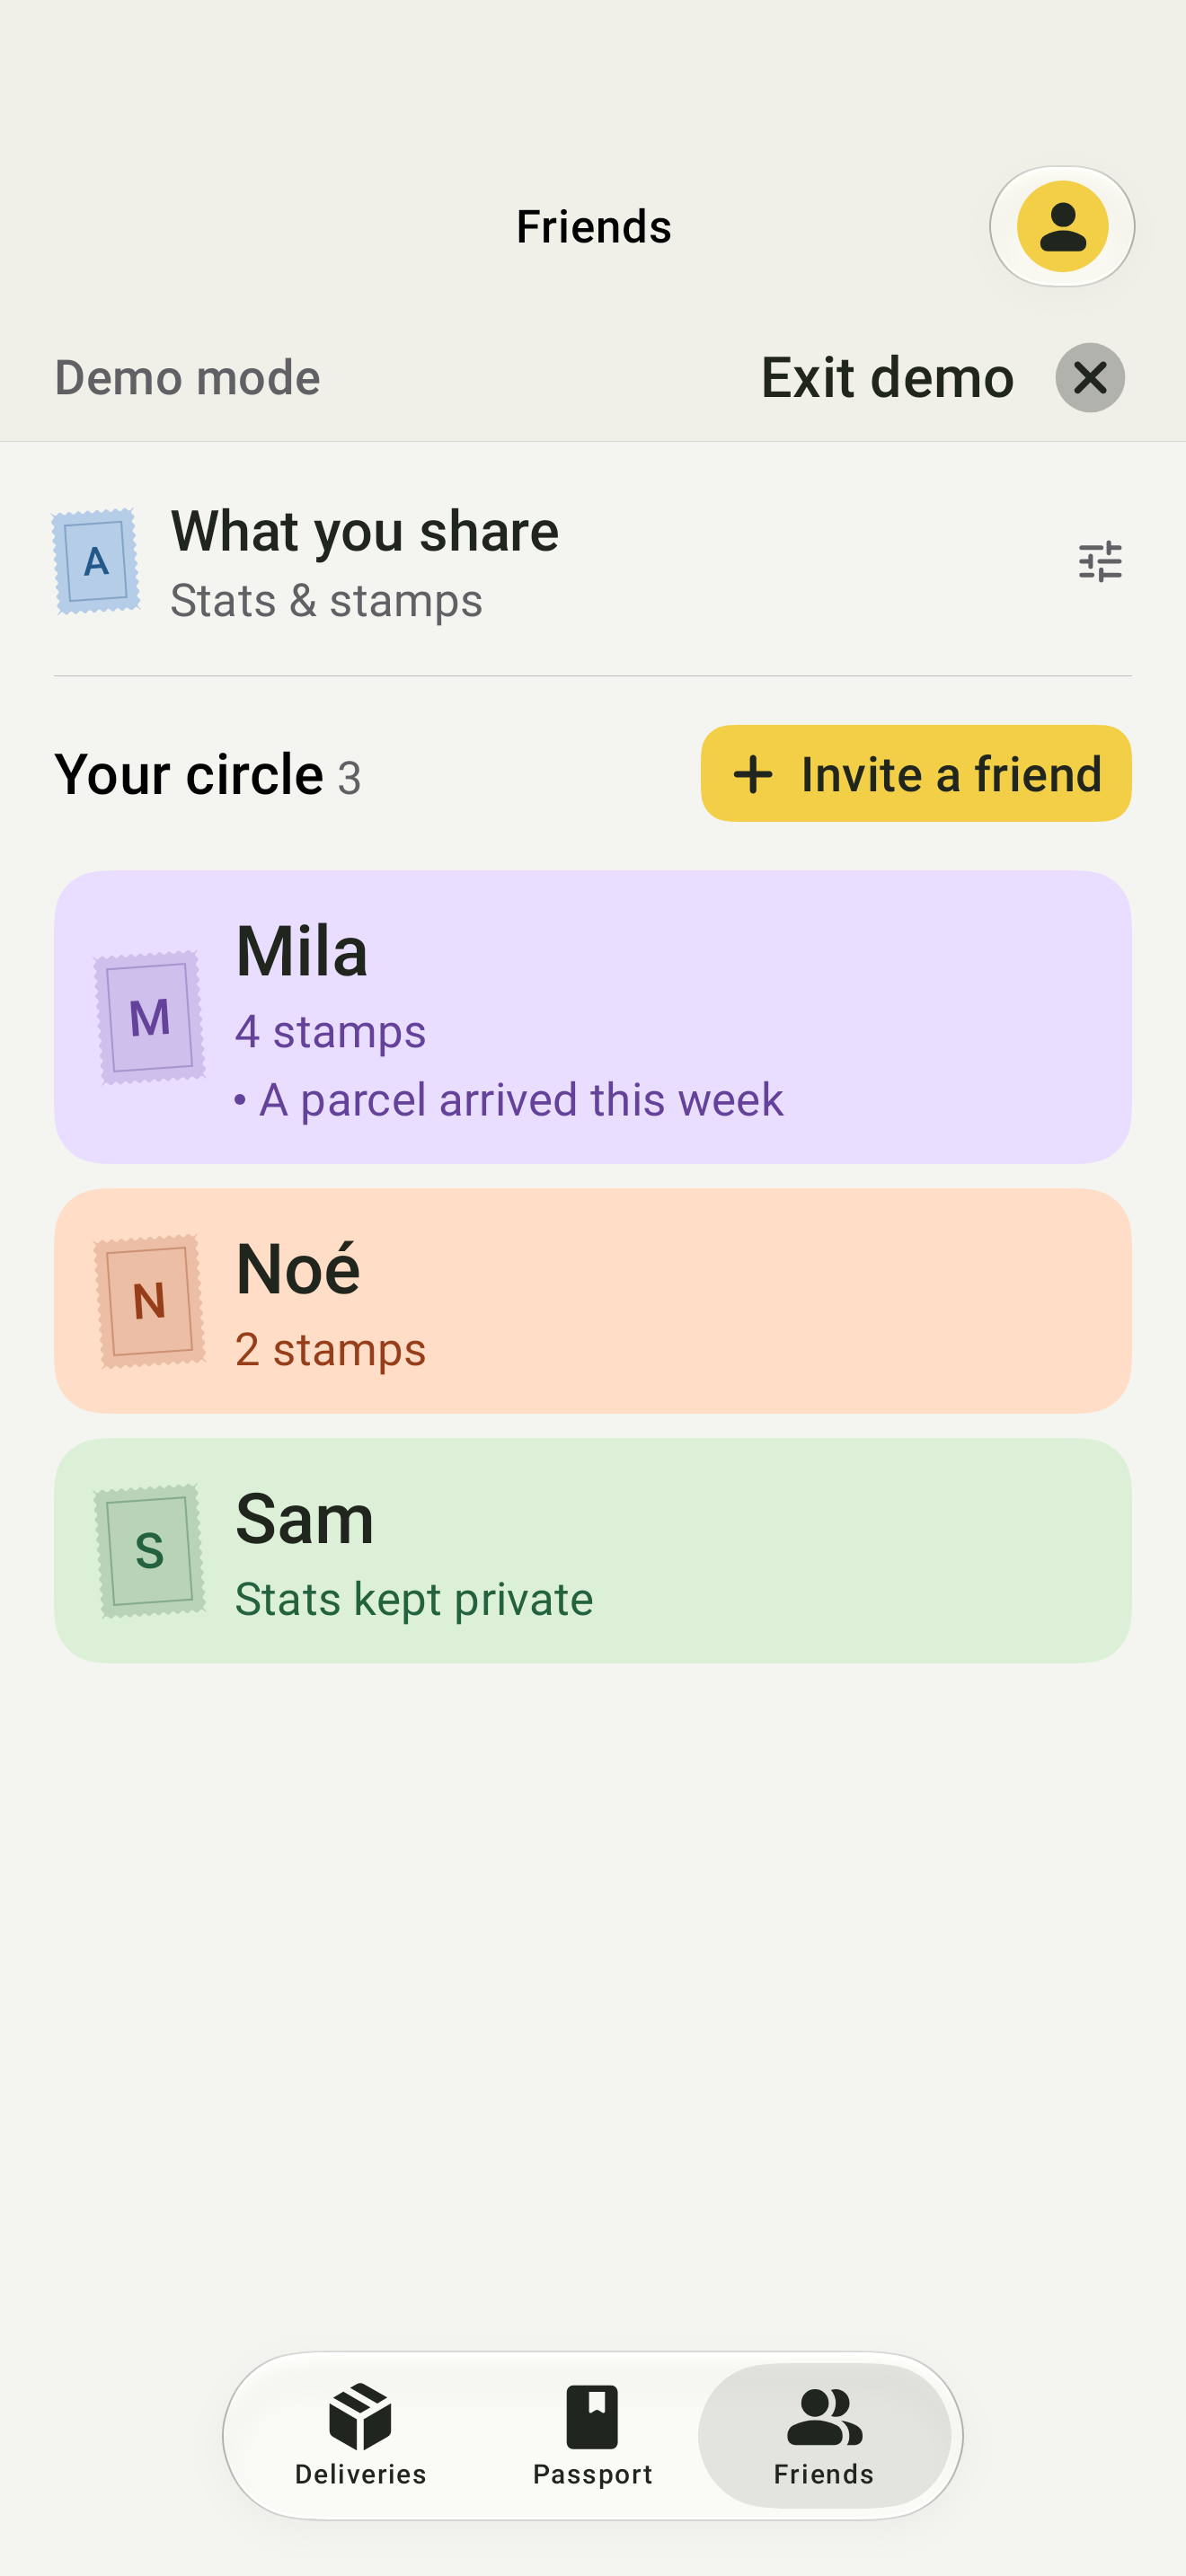 Friends
Demo mode
Exit demo
A
What you share
Stats & stamps
Your circle 3
Invite a friend
M
Mila
4 stamps
• A parcel arrived this week
N
Noé
2 stamps
S
Sam
Stats kept private
Deliveries
Passport
Friends